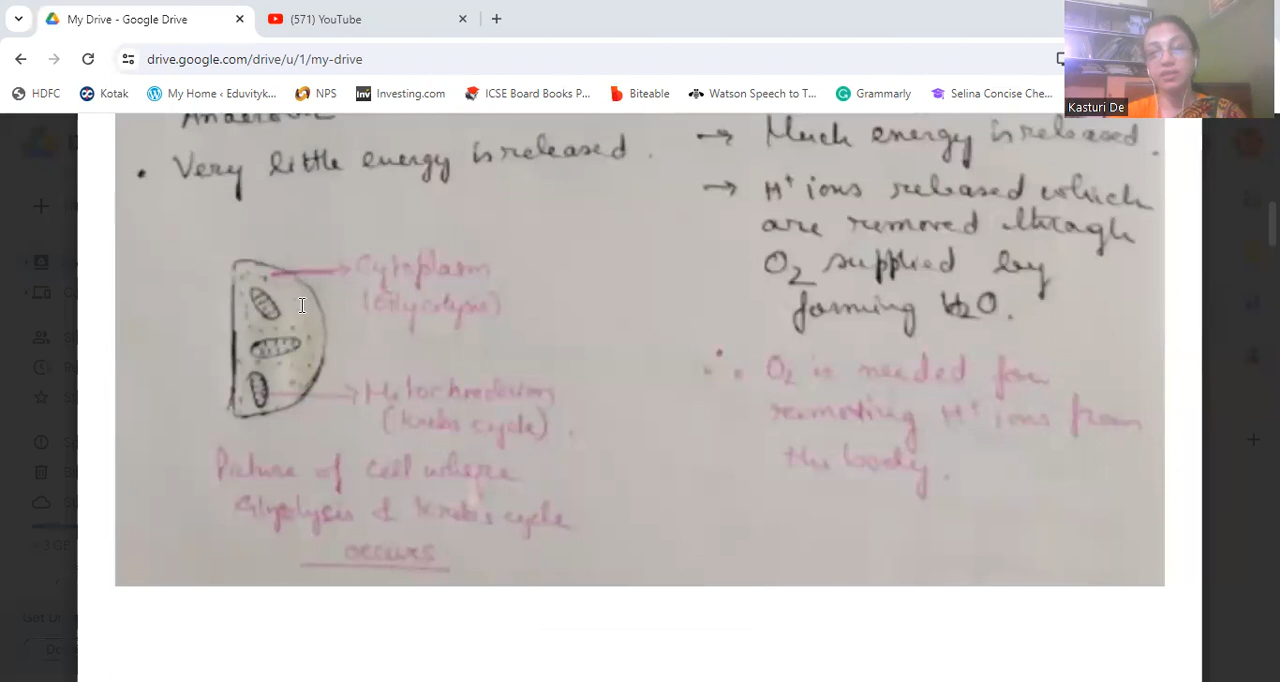 My Drive - Google Drive
(571) YouTube
drive.google.com/drive/u/1/my-drive
HDFC
Kotak
My Home ‹ Eduvityk...
NPS
Investing.com
ICSE Board Books P...
Biteable
Watson Speech to T...
Grammarly
Selina Concise Che...
Kasturi De
• Very little energy is released.
Cytoplasm
(Glycolysis)
Mitochondrion
(Krebs cycle).
Picture of cell where
Glycolysis & Krebs cycle
occurs
→ Much energy is released.
→ H+ ions released which
are removed through
O2 supplied by
forming H2O.
∴ O2 is needed for
removing H+ ions from
the body.